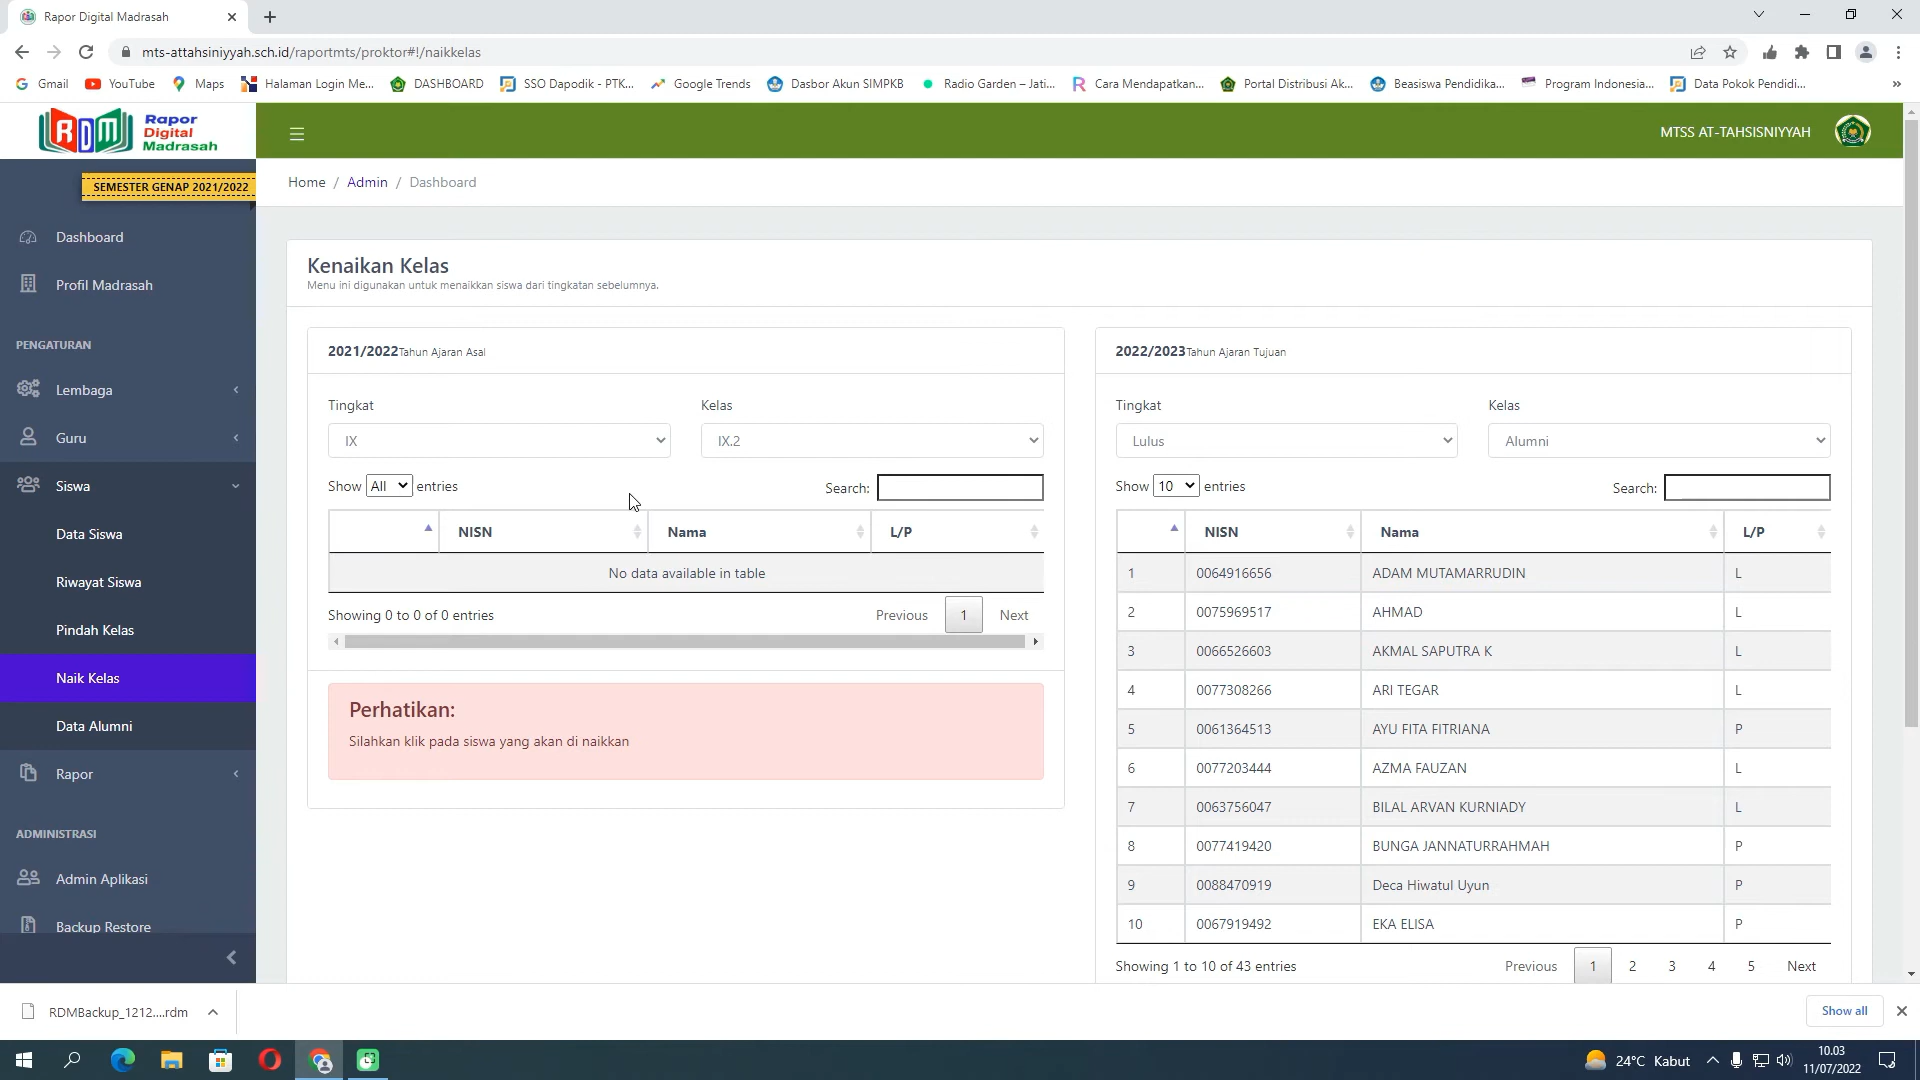 Rapor Digital Madrasah
mts-attahsiniyyah.sch.id/raportmts/proktor#!/naikkelas
Gmail
YouTube
Maps
Halaman Login Me...
DASHBOARD
SSO Dapodik - PTK...
Google Trends
Dasbor Akun SIMPKB
Radio Garden – Jati...
Cara Mendapatkan...
Portal Distribusi Ak...
Beasiswa Pendidika...
Program Indonesia...
Data Pokok Pendidi...
»
RDM
Rapor
Digital
Madrasah
MTSS AT-TAHSISNIYYAH
SEMESTER GENAP 2021/2022
Home / Admin / Dashboard
Dashboard
Profil Madrasah
PENGATURAN
Lembaga
Guru
Siswa
Data Siswa
Riwayat Siswa
Pindah Kelas
Naik Kelas
Data Alumni
Rapor
ADMINISTRASI
Admin Aplikasi
Backup Restore
Kenaikan Kelas
Menu ini digunakan untuk menaikkan siswa dari tingkatan sebelumnya.
2021/2022Tahun Ajaran Asal
Tingkat Kelas
IX IX.2
Show All entries Search:
NISN Nama L/P
No data available in table
Showing 0 to 0 of 0 entries Previous 1 Next
Perhatikan:
Silahkan klik pada siswa yang akan di naikkan
2022/2023Tahun Ajaran Tujuan
Tingkat Kelas
Lulus Alumni
Show 10 entries Search:
NISN Nama L/P
1 0064916656 ADAM MUTAMARRUDIN L
2 0075969517 AHMAD L
3 0066526603 AKMAL SAPUTRA K L
4 0077308266 ARI TEGAR L
5 0061364513 AYU FITA FITRIANA P
6 0077203444 AZMA FAUZAN L
7 0063756047 BILAL ARVAN KURNIADY L
8 0077419420 BUNGA JANNATURRAHMAH P
9 0088470919 Deca Hiwatul Uyun P
10 0067919492 EKA ELISA P
Showing 1 to 10 of 43 entries Previous 1 2 3 4 5 Next
RDMBackup_1212....rdm
Show all
24°C Kabut
10.03
11/07/2022